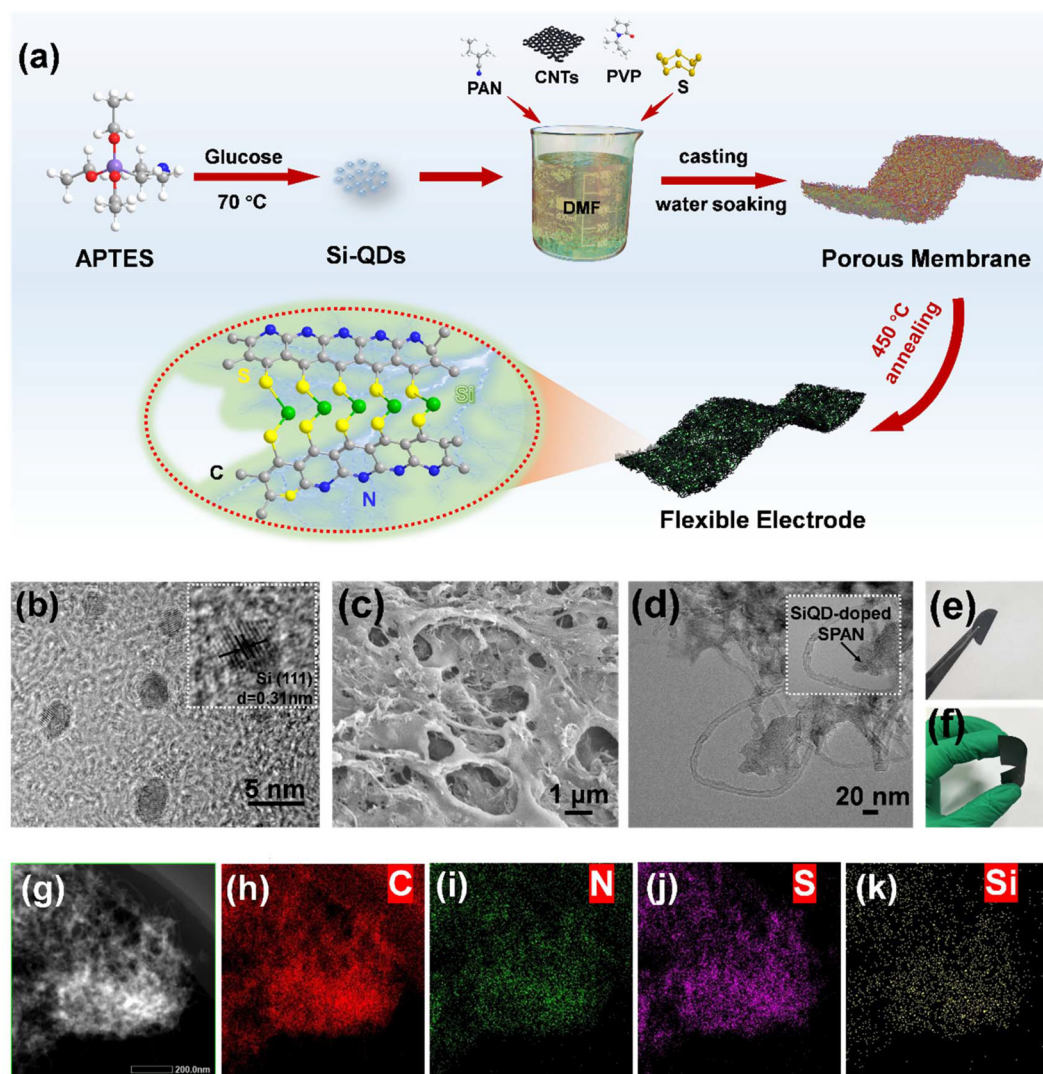 (a)
PAN
CNTs
PVP
S
Glucose
70 °C
DMF
casting
water soaking
APTES
Si-QDs
Porous Membrane
450 °C
annealing
S
Si
C
N
Flexible Electrode
(b)
Si (111)
d=0.31nm
5 nm
(c)
1 μm
(d)
SiQD-doped
SPAN
20 nm
(e)
(f)
(g)
200.0nm
(h)
C
(i)
N
(j)
S
(k)
Si